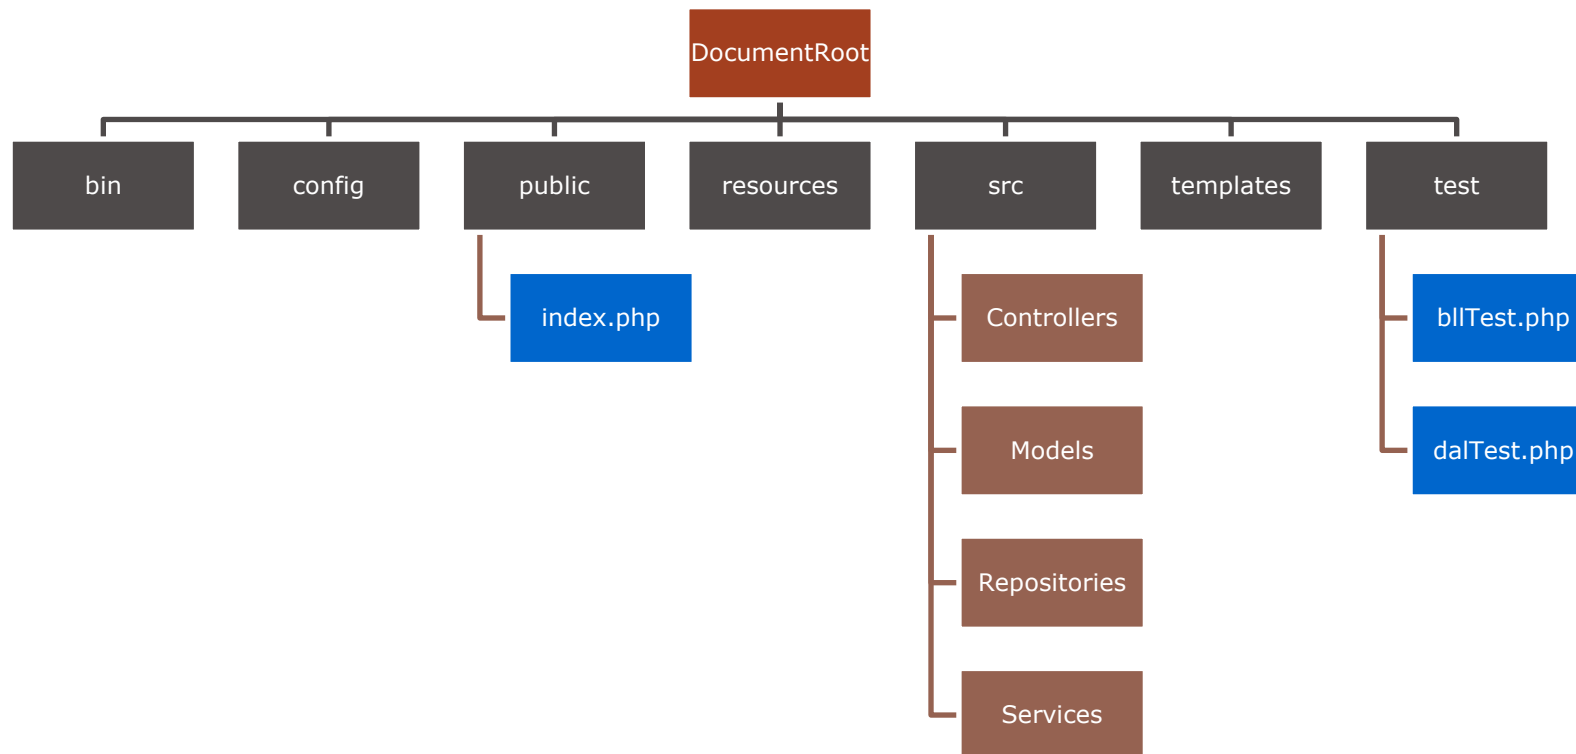 DocumentRoot
bin
config
public
resources
src
templates
test
index.php
Controllers
bllTest.php
Models
dalTest.php
Repositories
Services